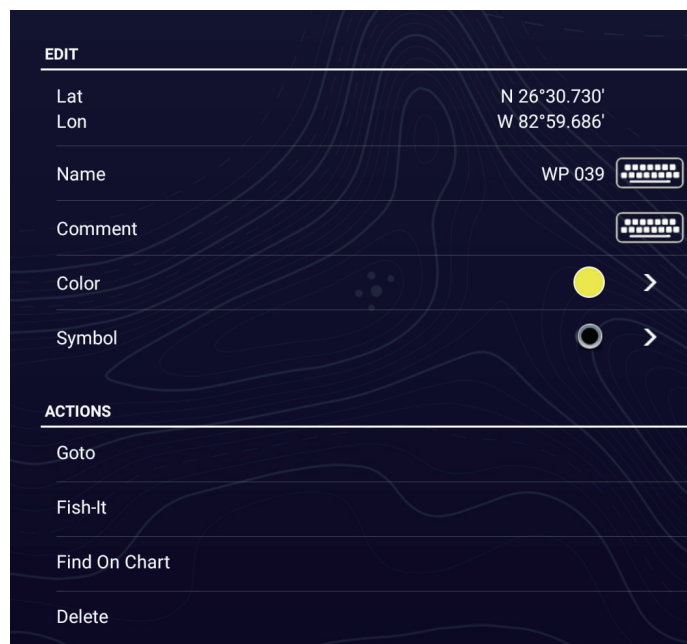 EDIT
Lat N 26°30.730'
Lon W 82°59.686'
Name WP 039
Comment
Color
Symbol
ACTIONS
Goto
Fish-It
Find On Chart
Delete